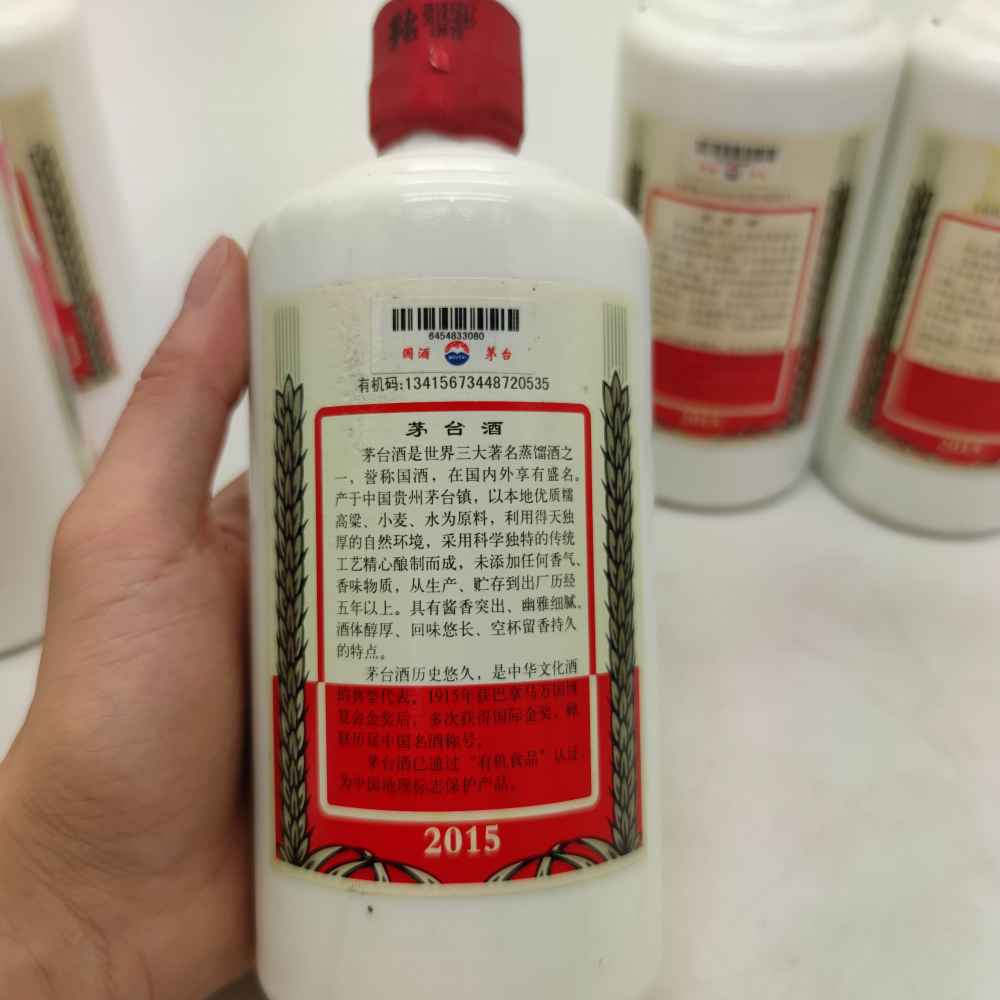 6454833080
国酒 茅台
有机码:13415673448720535
茅台酒
茅台酒是世界三大著名蒸馏酒之
一，誉称国酒，在国内外享有盛名。
产于中国贵州茅台镇，以本地优质糯
高粱、小麦、水为原料，利用得天独
厚的自然环境，采用科学独特的传统
工艺精心酿制而成，未添加任何香气、
香味物质，从生产、贮存到出厂历经
五年以上。具有酱香突出、幽雅细腻、
酒体醇厚、回味悠长、空杯留香持久
的特点。
茅台酒历史悠久，是中华文化酒
的典型代表，1915年获巴拿马万国博
览会金奖后，多次获得国际金奖，蝉
联历届中国名酒称号。
茅台酒已通过“有机食品”认证，
为中国地理标志保护产品。
2015
2015
2014